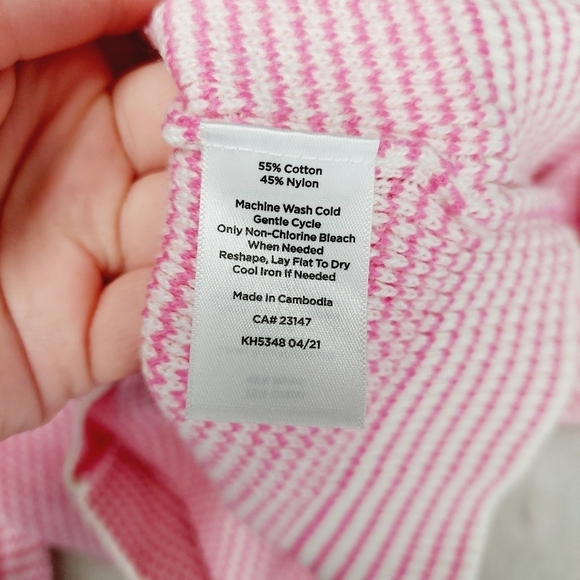 55% Cotton
45% Nylon
Machine Wash Cold
Gentle Cycle
Only Non-Chlorine Bleach
When Needed
Reshape, Lay Flat To Dry
Cool Iron If Needed
Made in Cambodia
CA# 23147
KH5348 04/21